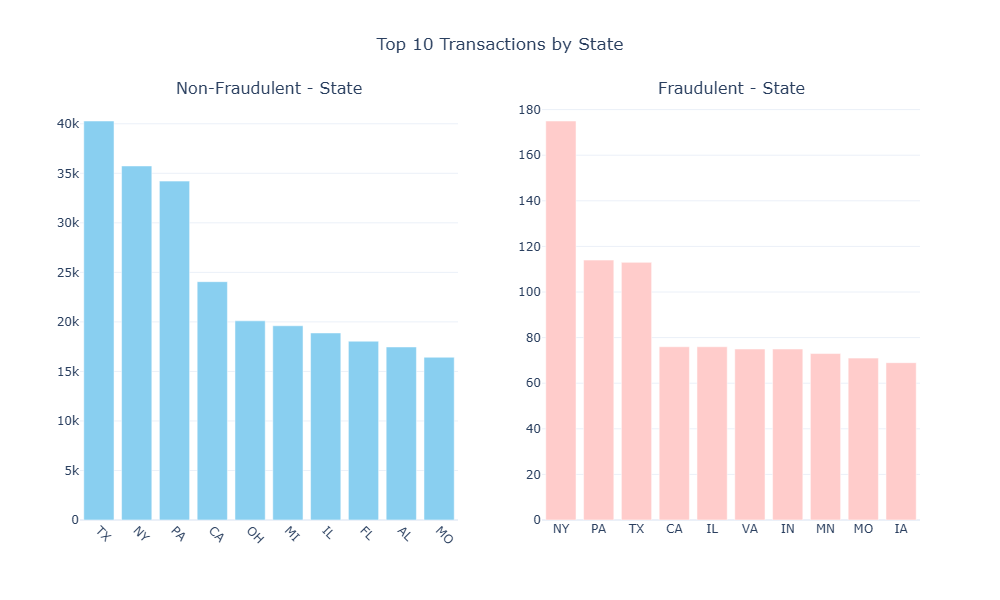 Top 10 Transactions by State
Non-Fraudulent - State
40k
35k
30k
25k
20k
15k
10k
5k
0
TX NY PA CA OH MI IL FL AL MO
Fraudulent - State
180
160
140
120
100
80
60
40
20
0
NY PA TX CA IL VA IN MN MO IA